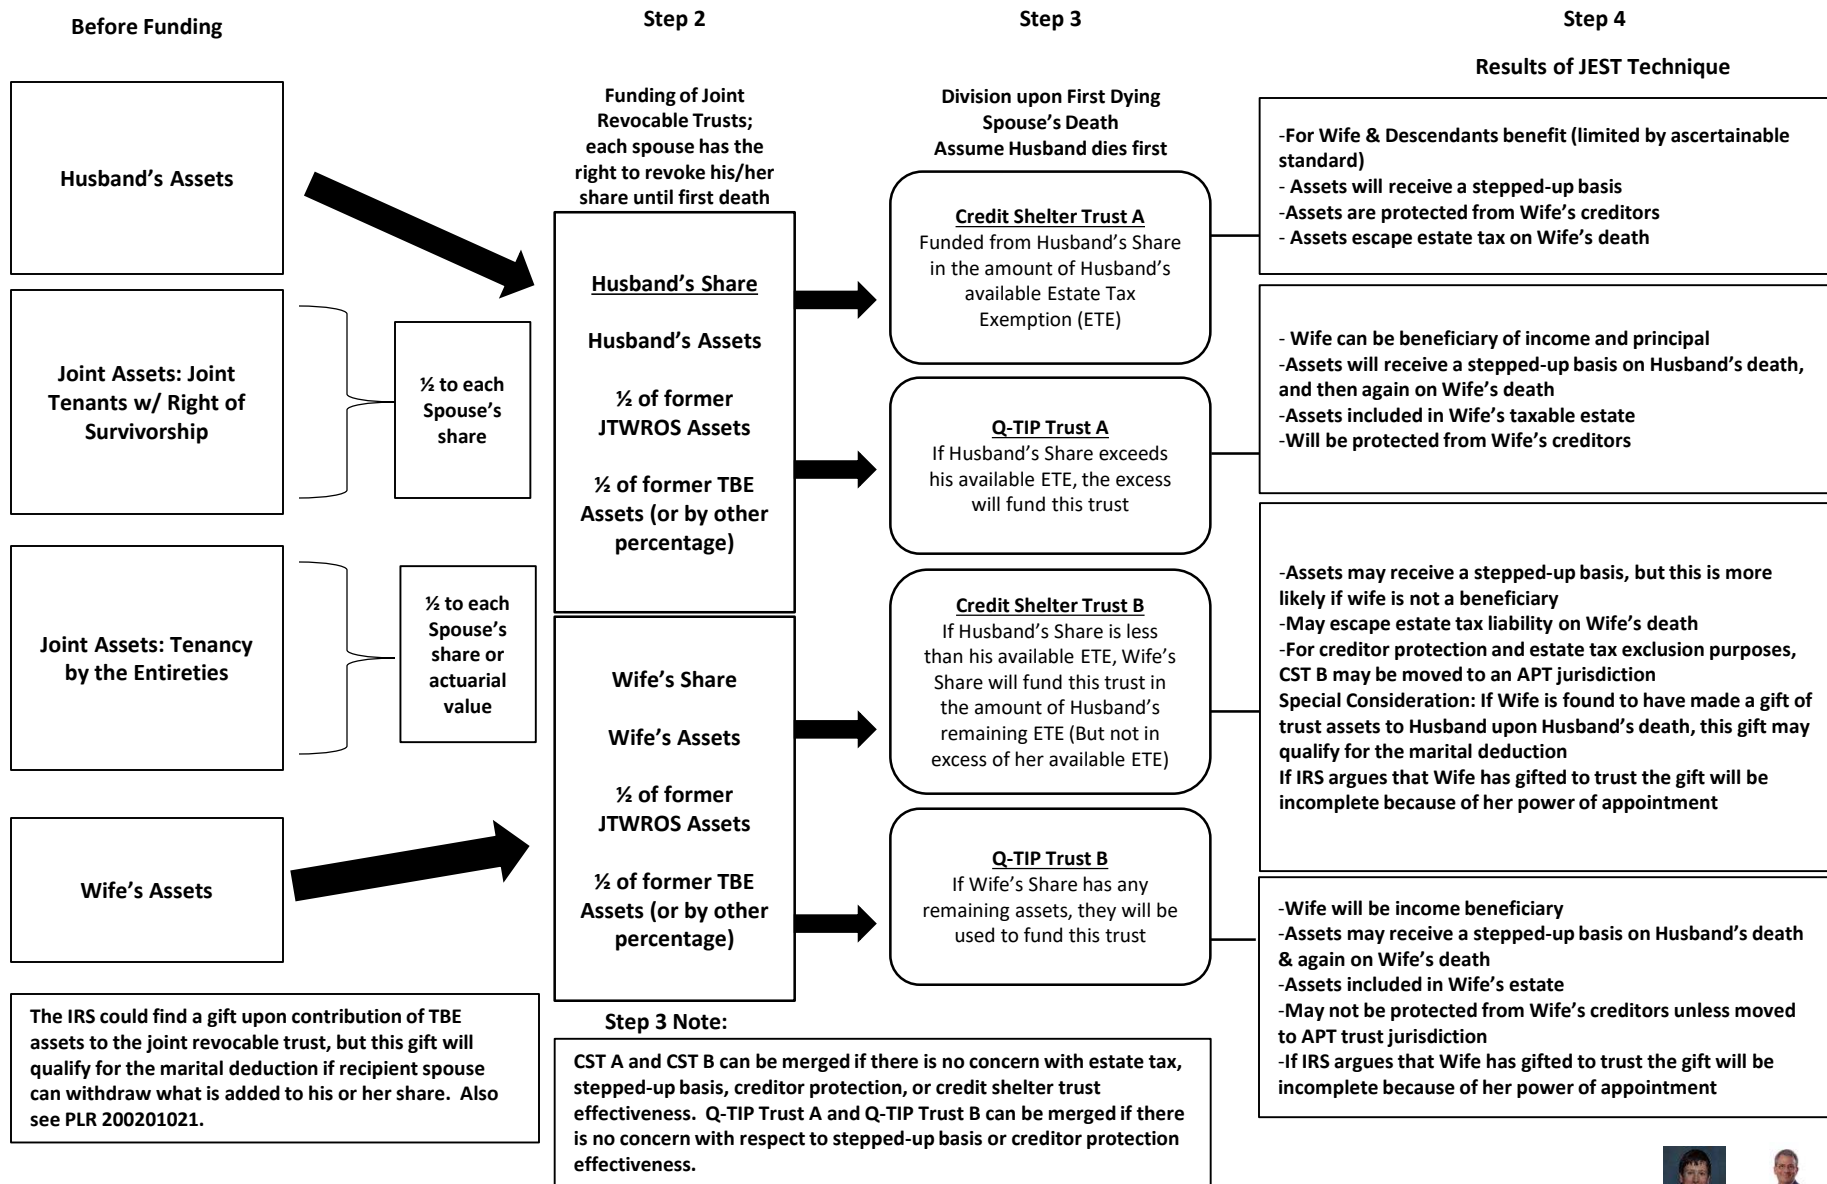 Before Funding
Husband's Assets
Joint Assets: Joint
Tenants w/ Right of
Survivorship
½ to each
Spouse's
share
Joint Assets: Tenancy
by the Entireties
½ to each
Spouse's
share or
actuarial
value
Wife's Assets
The IRS could find a gift upon contribution of TBE
assets to the joint revocable trust, but this gift will
qualify for the marital deduction if recipient spouse
can withdraw what is added to his or her share.  Also
see PLR 200201021.
Step 2
Funding of Joint
Revocable Trusts;
each spouse has the
right to revoke his/her
share until first death
Husband's Share
Husband's Assets
½ of former
JTWROS Assets
½ of former TBE
Assets (or by other
percentage)
Wife's Share
Wife's Assets
½ of former
JTWROS Assets
½ of former TBE
Assets (or by other
percentage)
Step 3
Division upon First Dying
Spouse's Death
Assume Husband dies first
Credit Shelter Trust A
Funded from Husband's Share
in the amount of Husband's
available Estate Tax
Exemption (ETE)
Q-TIP Trust A
If Husband's Share exceeds
his available ETE, the excess
will fund this trust
Credit Shelter Trust B
If Husband's Share is less
than his available ETE, Wife's
Share will fund this trust in
the amount of Husband's
remaining ETE (But not in
excess of her available ETE)
Q-TIP Trust B
If Wife's Share has any
remaining assets, they will be
used to fund this trust
Step 3 Note:
CST A and CST B can be merged if there is no concern with estate tax,
stepped-up basis, creditor protection, or credit shelter trust
effectiveness.  Q-TIP Trust A and Q-TIP Trust B can be merged if there
is no concern with respect to stepped-up basis or creditor protection
effectiveness.
Step 4
Results of JEST Technique
-For Wife & Descendants benefit (limited by ascertainable
standard)
- Assets will receive a stepped-up basis
-Assets are protected from Wife's creditors
- Assets escape estate tax on Wife's death
- Wife can be beneficiary of income and principal
-Assets will receive a stepped-up basis on Husband's death,
and then again on Wife's death
-Assets included in Wife's taxable estate
-Will be protected from Wife's creditors
-Assets may receive a stepped-up basis, but this is more
likely if wife is not a beneficiary
-May escape estate tax liability on Wife's death
-For creditor protection and estate tax exclusion purposes,
CST B may be moved to an APT jurisdiction
Special Consideration: If Wife is found to have made a gift of
trust assets to Husband upon Husband's death, this gift may
qualify for the marital deduction
If IRS argues that Wife has gifted to trust the gift will be
incomplete because of her power of appointment
-Wife will be income beneficiary
-Assets may receive a stepped-up basis on Husband's death
& again on Wife's death
-Assets included in Wife's estate
-May not be protected from Wife's creditors unless moved
to APT trust jurisdiction
-If IRS argues that Wife has gifted to trust the gift will be
incomplete because of her power of appointment